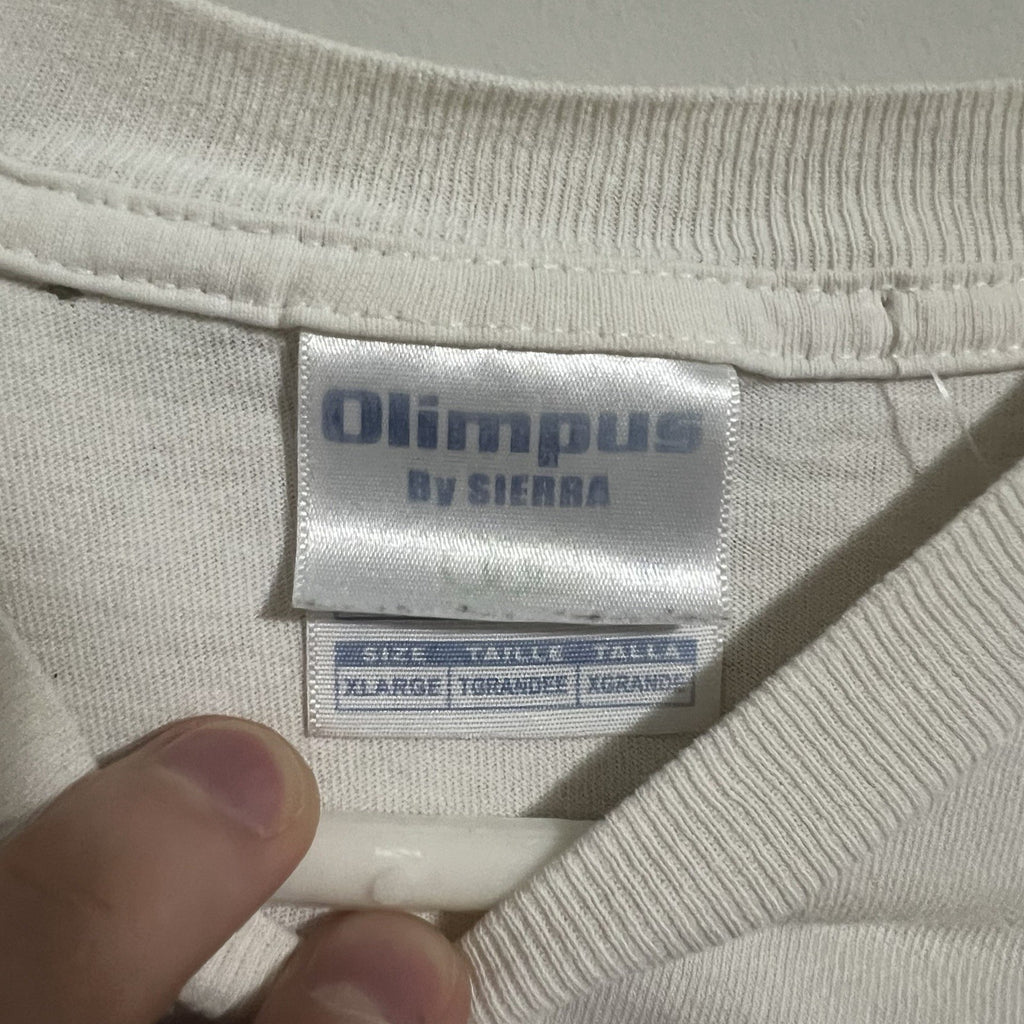 Olimpus
By SIERRA
SIZE TAILLE TALLA
XLARGE TGRANDEE XGRANDE